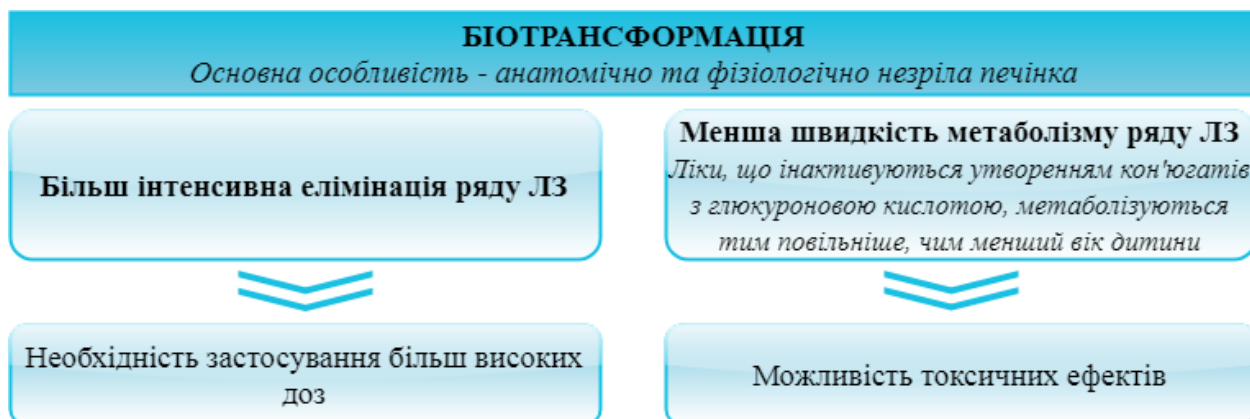 БІОТРАНСФОРМАЦІЯ
Основна особливість - анатомічно та фізіологічно незріла печінка
Більш інтенсивна елімінація ряду ЛЗ
Менша швидкість метаболізму ряду ЛЗ
Ліки, що інактивуються утворенням кон'югатів
з глюкуроновою кислотою, метаболізуються
тим повільніше, чим менший вік дитини
Необхідність застосування більш високих
доз
Можливість токсичних ефектів